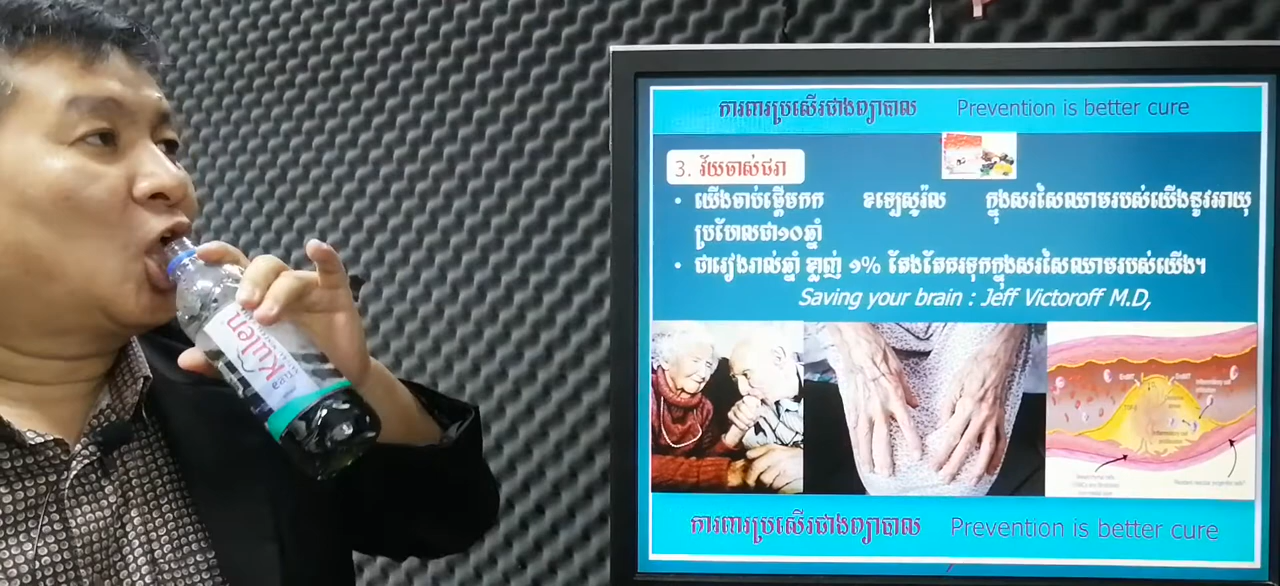 ការពារប្រសើរជាងព្យាបាល Prevention is better cure
3. វ័យចាស់ជរា
• យើងចាប់ផ្តើមកក ខឡេស្តូរ៉ល ក្នុងសរសៃឈាមរបស់យើងនូវអាយុ
ប្រហែលជា១០ឆ្នាំ
• ជារៀងរាល់ឆ្នាំ ខ្លាញ់ ១% តែងតែកទុកក្នុងសរសៃឈាមរបស់យើង។
Saving your brain : Jeff Victoroff M.D,
Kulen
ការពារប្រសើរជាងព្យាបាល Prevention is better cure